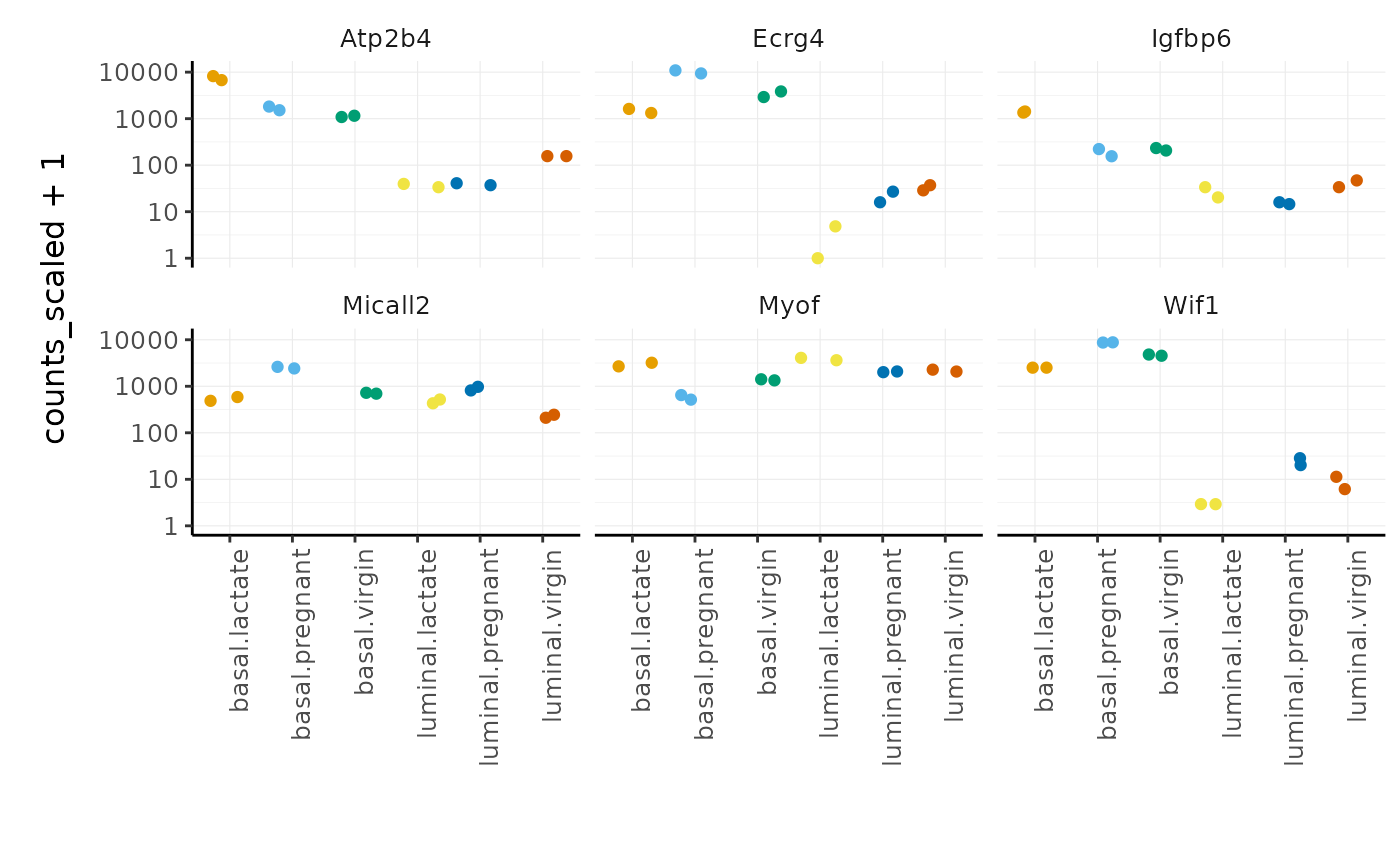 Atp2b4 Ecrg4 Igfbp6
10000
1000
100
10
1
counts_scaled + 1
Micall2 Myof Wif1
10000
1000
100
10
1
basal.lactate basal.pregnant basal.virgin luminal.lactate luminal.pregnant luminal.virgin basal.lactate basal.pregnant basal.virgin luminal.lactate luminal.pregnant luminal.virgin basal.lactate basal.pregnant basal.virgin luminal.lactate luminal.pregnant luminal.virgin